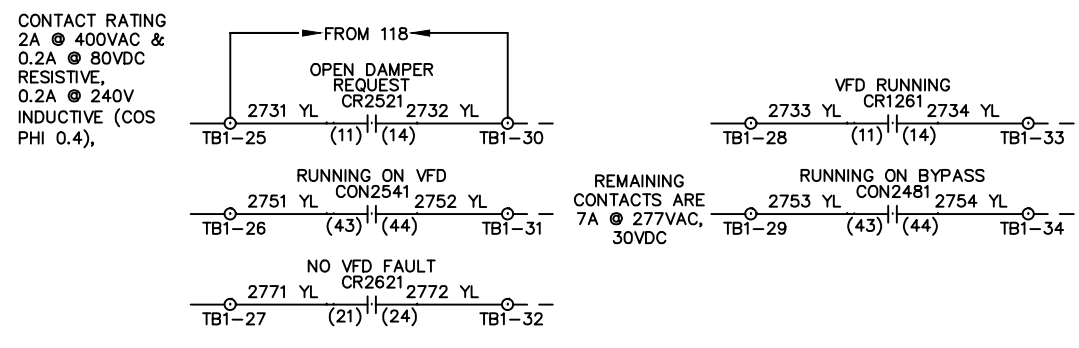 CONTACT RATING
2A @ 400VAC &
0.2A @ 80VDC
RESISTIVE,
0.2A @ 240V
INDUCTIVE (COS
PHI 0.4),
FROM 118
OPEN DAMPER
REQUEST
CR2521
2731 YL
2732 YL
TB1-25
(11)
(14)
TB1-30
VFD RUNNING
CR1261
2733 YL
2734 YL
TB1-28
(11)
(14)
TB1-33
RUNNING ON VFD
CON2541
2751 YL
2752 YL
TB1-26
(43)
(44)
TB1-31
REMAINING
CONTACTS ARE
7A @ 277VAC,
30VDC
RUNNING ON BYPASS
CON2481
2753 YL
2754 YL
TB1-29
(43)
(44)
TB1-34
NO VFD FAULT
CR2621
2771 YL
2772 YL
TB1-27
(21)
(24)
TB1-32